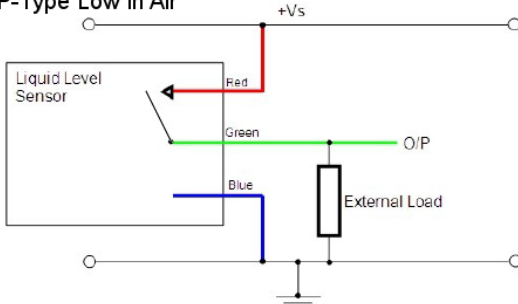 P-Type Low in Air
+Vs
Liquid Level
Sensor
Red
Green
O/P
Blue
External Load